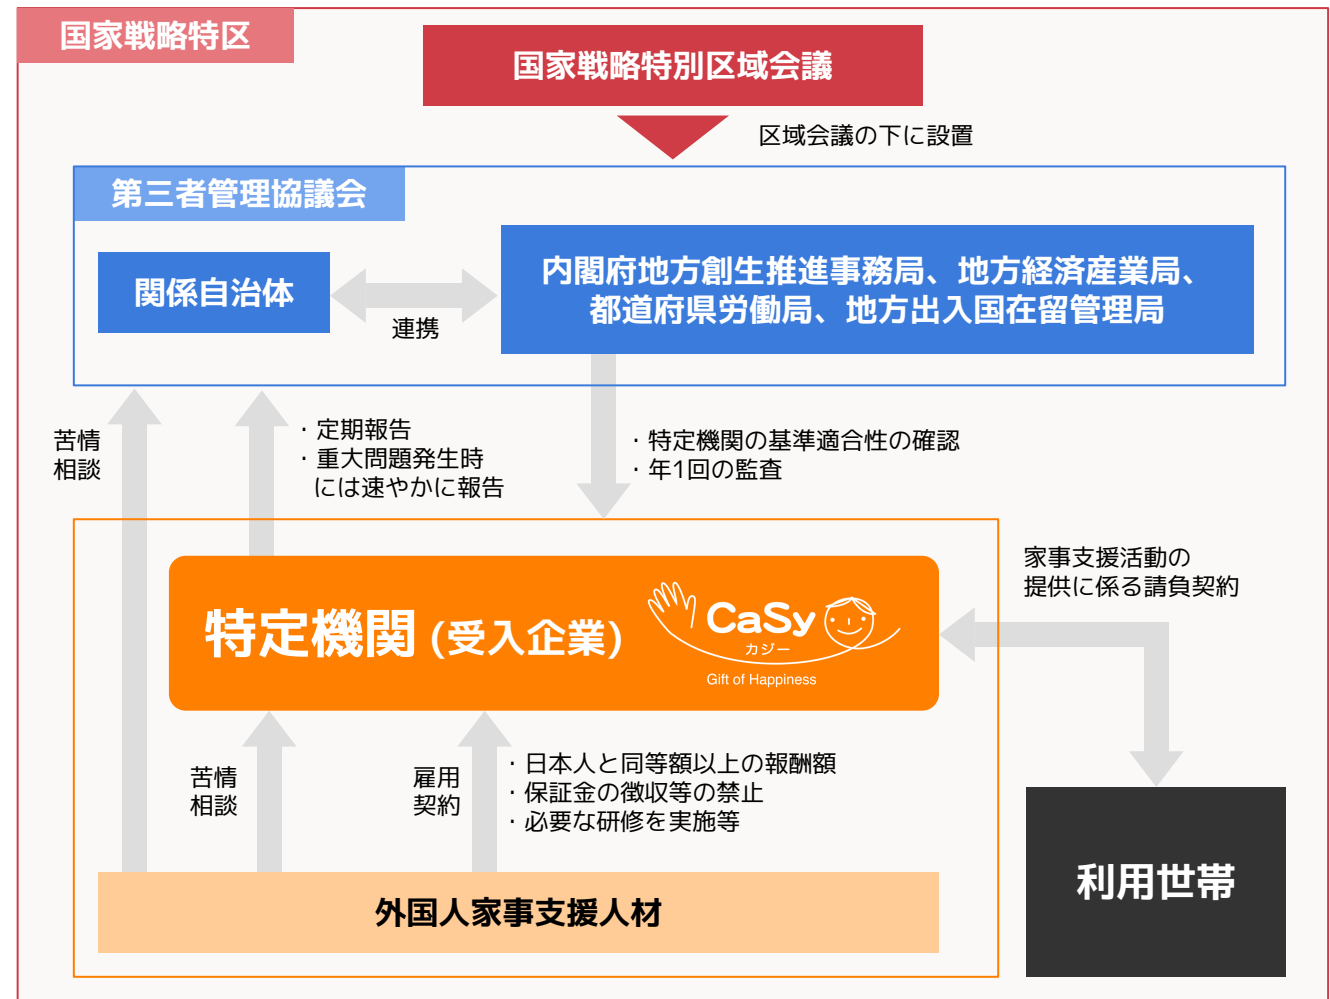 国家戦略特区
国家戦略特別区域会議
区域会議の下に設置
第三者管理協議会
関係自治体
連携
内閣府地方創生推進事務局、地方経済産業局、
都道府県労働局、地方出入国在留管理局
苦情
相談
・定期報告
・重大問題発生時
には速やかに報告
・特定機関の基準適合性の確認
・年1回の監査
特定機関 (受入企業)
CaSy
カジー
Gift of Happiness
家事支援活動の
提供に係る請負契約
苦情
相談
雇用
契約
・日本人と同等額以上の報酬額
・保証金の徴収等の禁止
・必要な研修を実施等
外国人家事支援人材
利用世帯